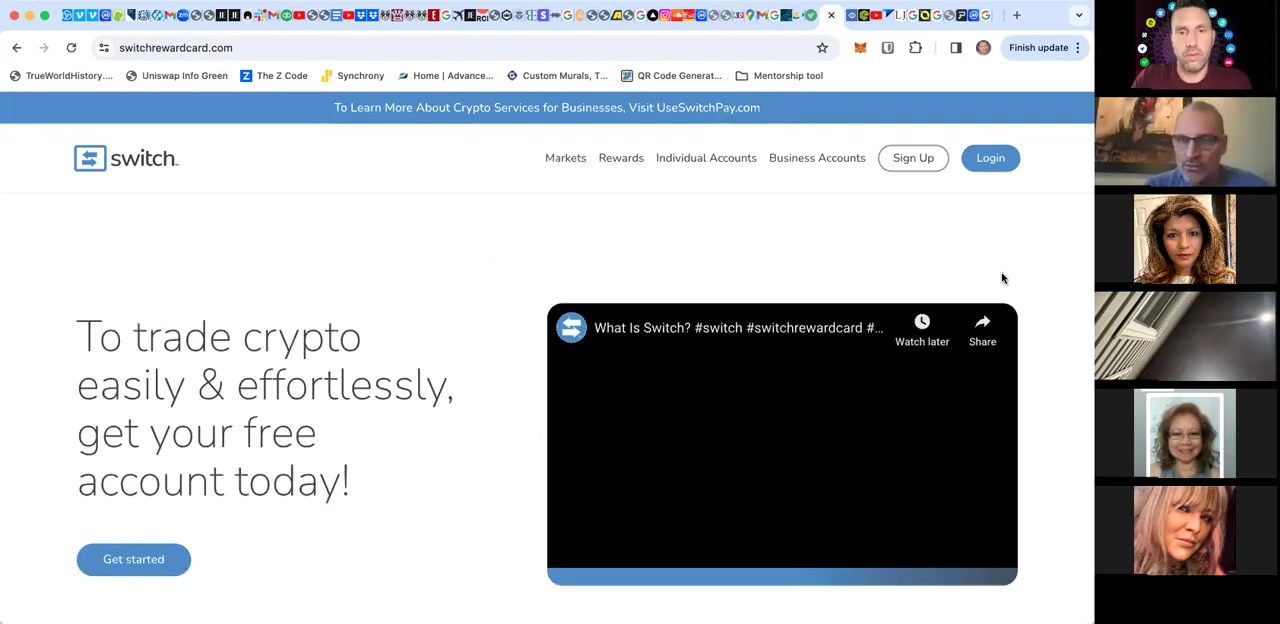 switchrewardcard.com
Finish update
TrueWorldHistory....
Uniswap Info Green
The Z Code
Synchrony
Home | Advance...
Custom Murals, T...
QR Code Generat...
Mentorship tool
To Learn More About Crypto Services for Businesses, Visit UseSwitchPay.com
switch
Markets
Rewards
Individual Accounts
Business Accounts
Sign Up
Login
To trade crypto
easily & effortlessly,
get your free
account today!
Get started
What Is Switch? #switch #switchrewardcard #...
Watch later
Share